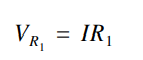 V_{R_1} = IR_1